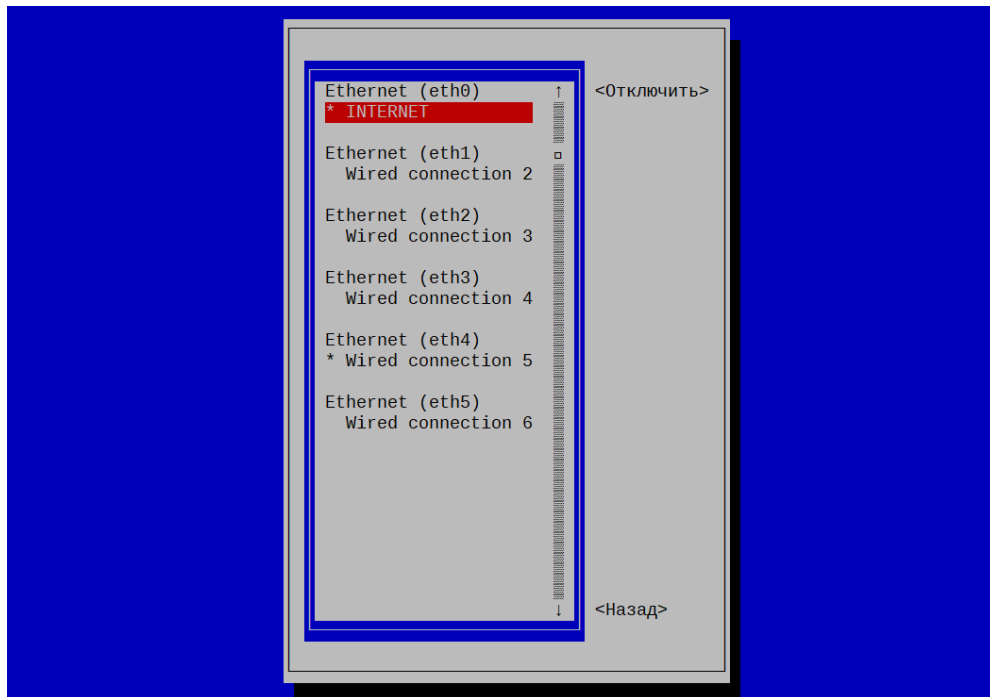 Ethernet (eth0) ↑ <Отключить>
* INTERNET
Ethernet (eth1)
Wired connection 2
Ethernet (eth2)
Wired connection 3
Ethernet (eth3)
Wired connection 4
Ethernet (eth4)
* Wired connection 5
Ethernet (eth5)
Wired connection 6
↓ <Назад>